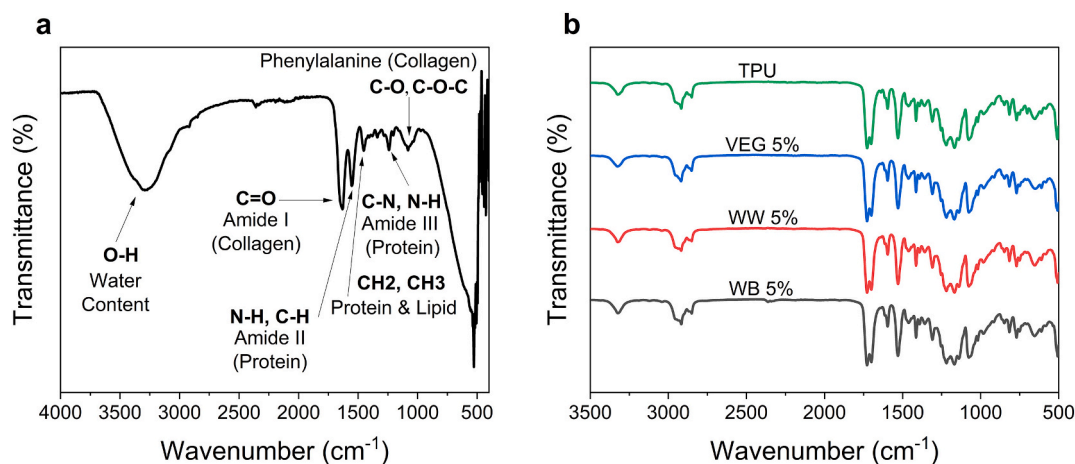 a
Phenylalanine (Collagen)
C-O, C-O-C
C=O
Amide I
(Collagen)
C-N, N-H
Amide III
(Protein)
O-H
Water
Content
CH2, CH3
Protein & Lipid
N-H, C-H
Amide II
(Protein)
Transmittance (%)
4000 3500 3000 2500 2000 1500 1000 500
Wavenumber (cm⁻¹)
b
TPU
VEG 5%
WW 5%
WB 5%
Transmittance (%)
3500 3000 2500 2000 1500 1000 500
Wavenumber (cm⁻¹)